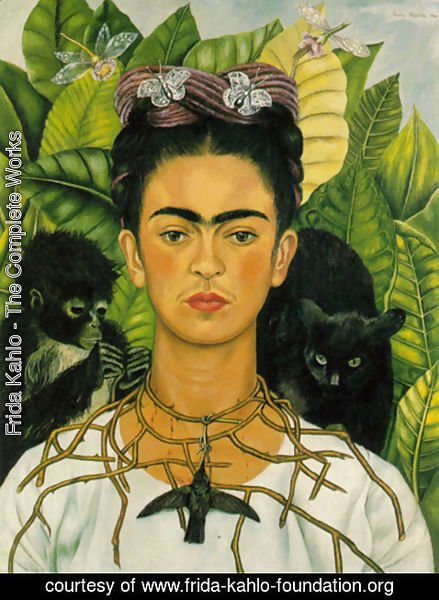 Frida Kahlo - The Complete Works
courtesy of www.frida-kahlo-foundation.org